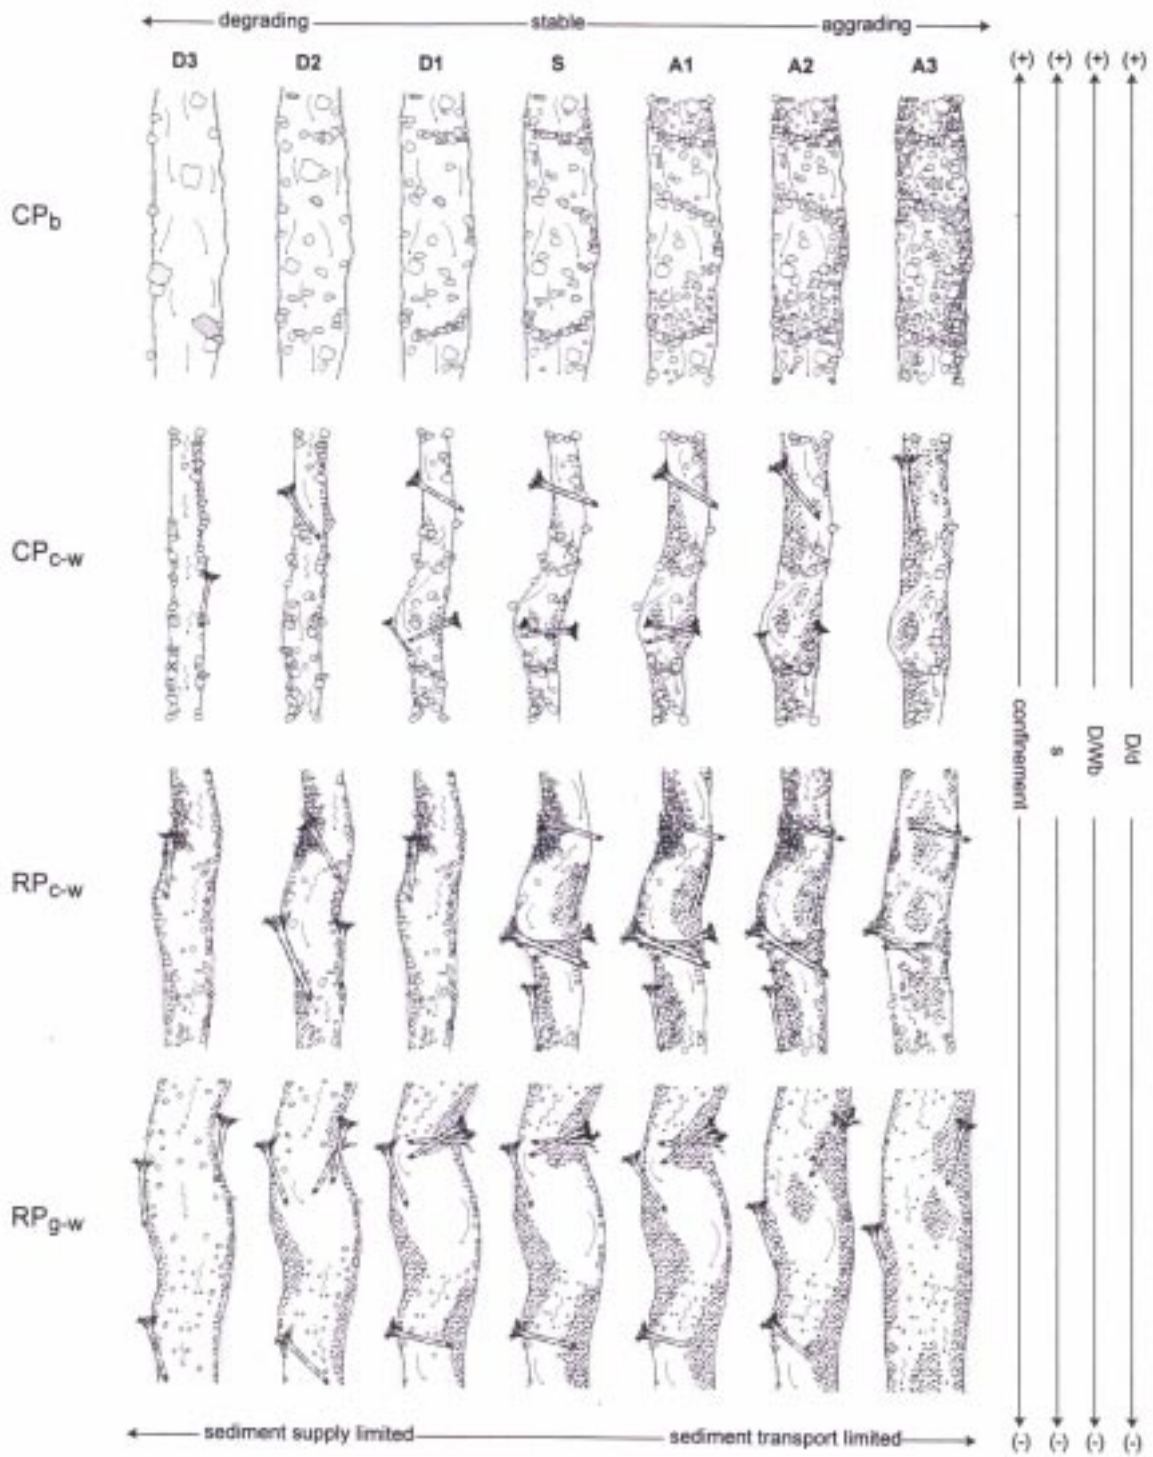 degrading stable aggrading
D3 D2 D1 S A1 A2 A3 (+) (+) (+) (+)
CPb
CPc-w
confinement s D/Wb D/d
RPc-w
RPg-w
sediment supply limited sediment transport limited (-) (-) (-) (-)